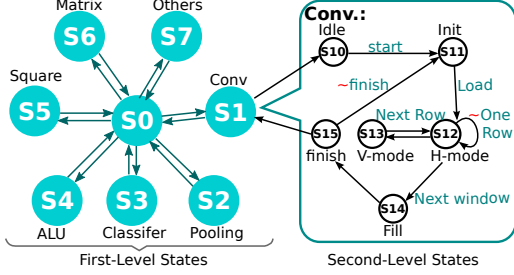 Matrix
Others
S6
S7
Square
Conv
S5
S0
S1
S4
S3
S2
ALU
Classifer
Pooling
First-Level States
Conv.:
Idle
Init
S10
start
S11
~finish
Load
Next Row
~One
Row
S15
S13
S12
finish
V-mode
H-mode
Next window
S14
Fill
Second-Level States